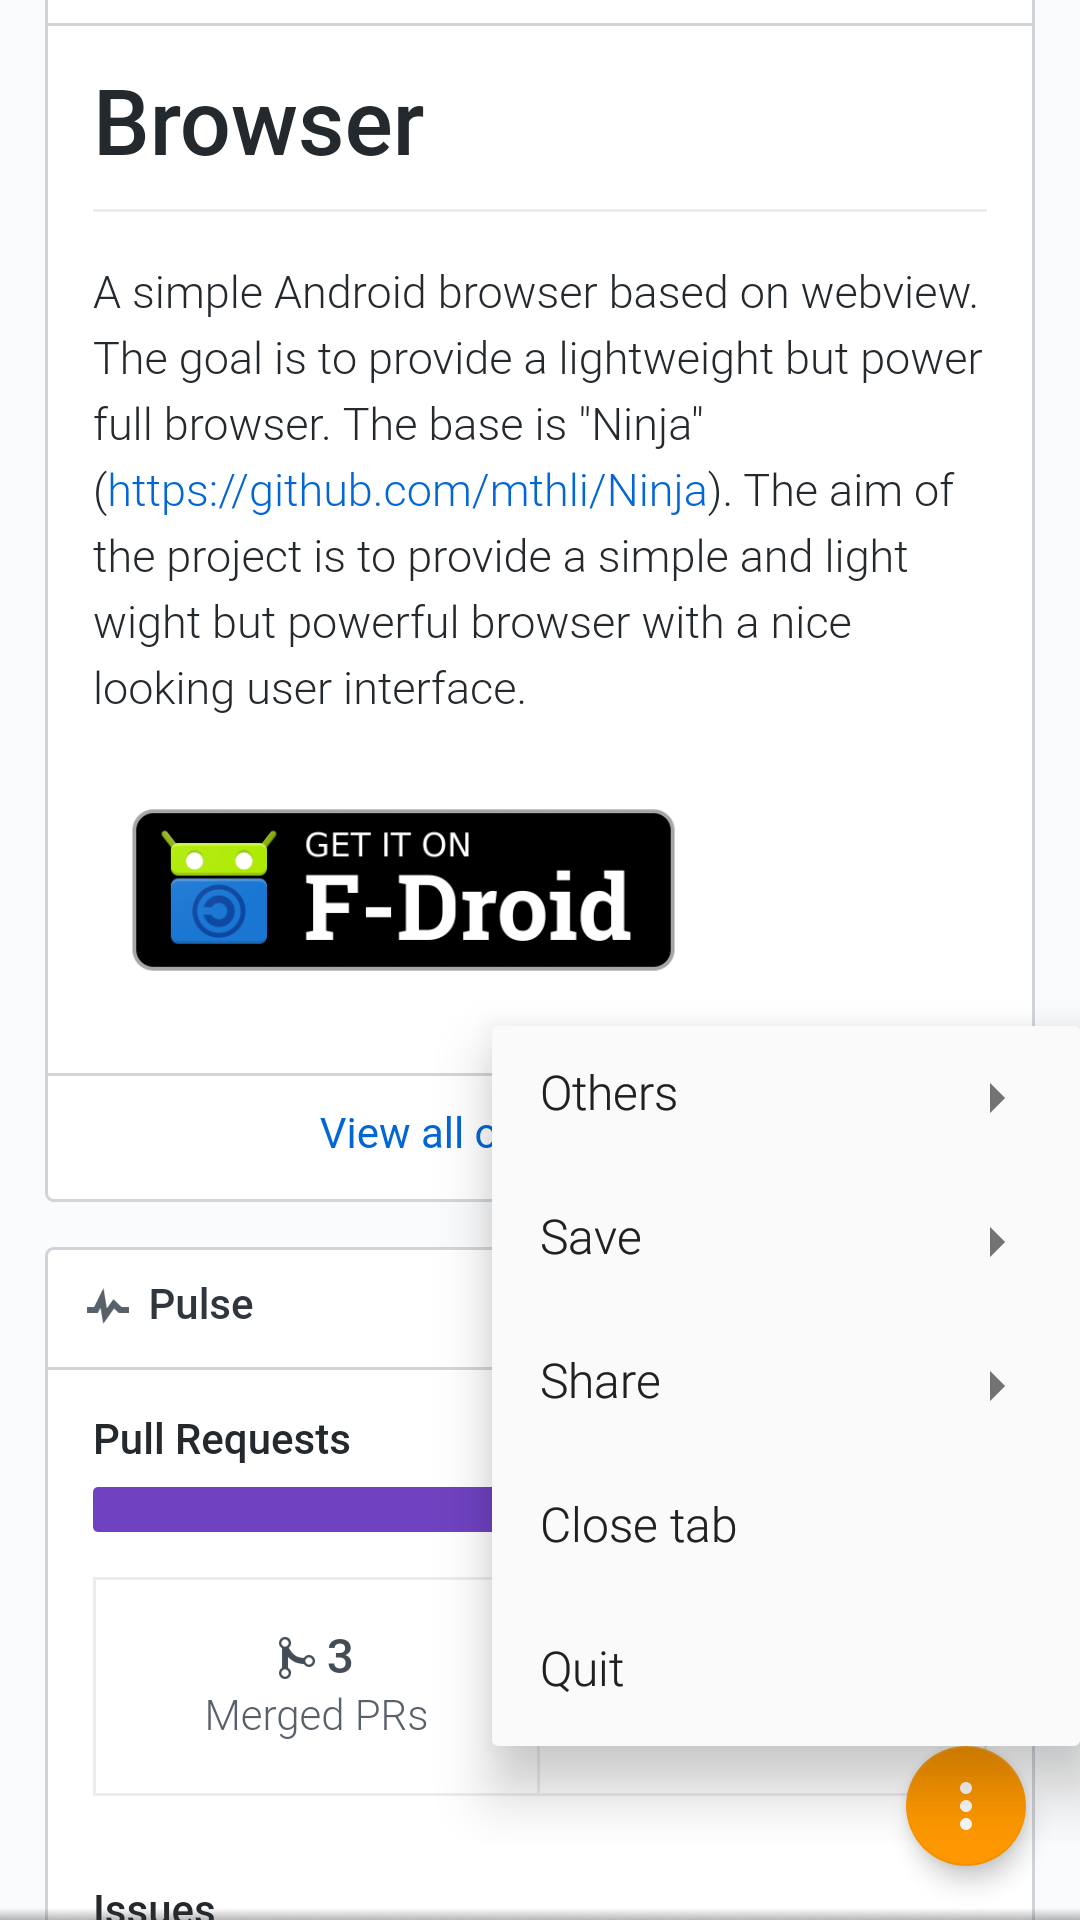 Browser
A simple Android browser based on webview.
The goal is to provide a lightweight but power
full browser. The base is "Ninja"
(https://github.com/mthli/Ninja). The aim of
the project is to provide a simple and light
wight but powerful browser with a nice
looking user interface.
GET IT ON
F-Droid
View all
Others
Save
Share
Close tab
Quit
Pulse
Pull Requests
3
Merged PRs
Issues